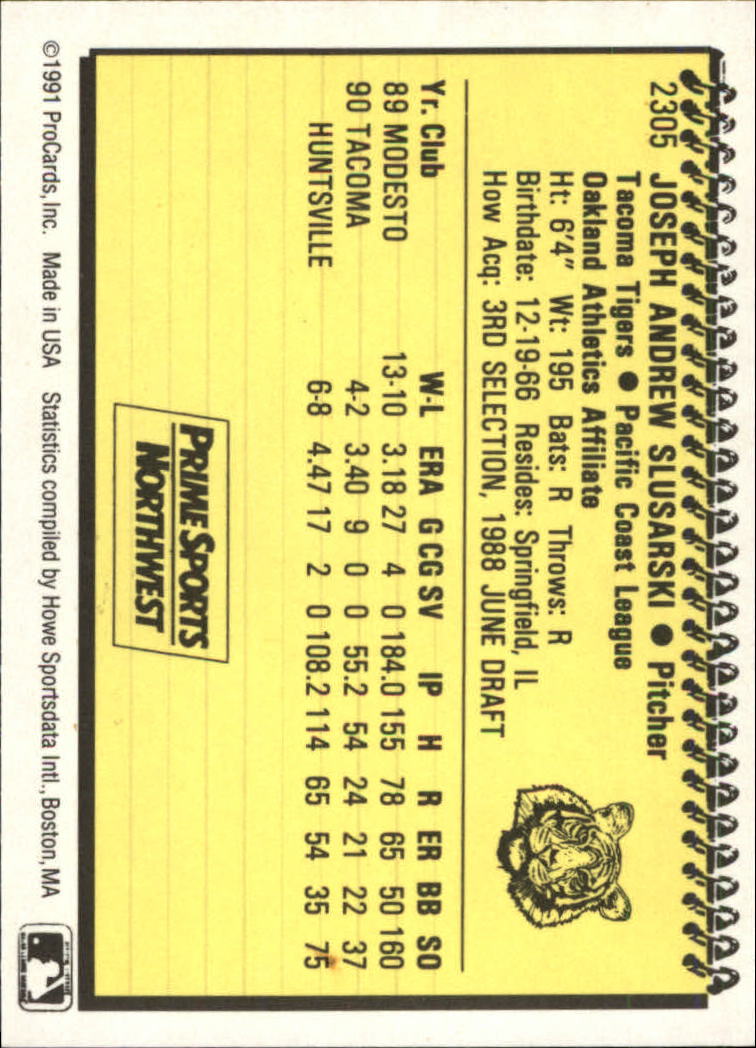 2305 JOSEPH ANDREW SLUSARSKI ● Pitcher
Tacoma Tigers ● Pacific Coast League
Oakland Athletics Affiliate
Ht: 6'4" Wt: 195 Bats: R Throws: R
Birthdate: 12-19-66 Resides: Springfield, IL
How Acq: 3RD SELECTION, 1988 JUNE DRAFT
Yr. Club W-L ERA G CG SV IP H R ER BB SO
89 MODESTO 13-10 3.18 27 4 0 184.0 155 78 65 50 160
90 TACOMA 4-2 3.40 9 0 0 55.2 54 24 21 22 37
HUNTSVILLE 6-8 4.47 17 2 0 108.2 114 65 54 35 75
PRIME SPORTS
NORTHWEST
©1991 ProCards, Inc. Made in USA Statistics compiled by Howe Sportsdata Intl., Boston, MA